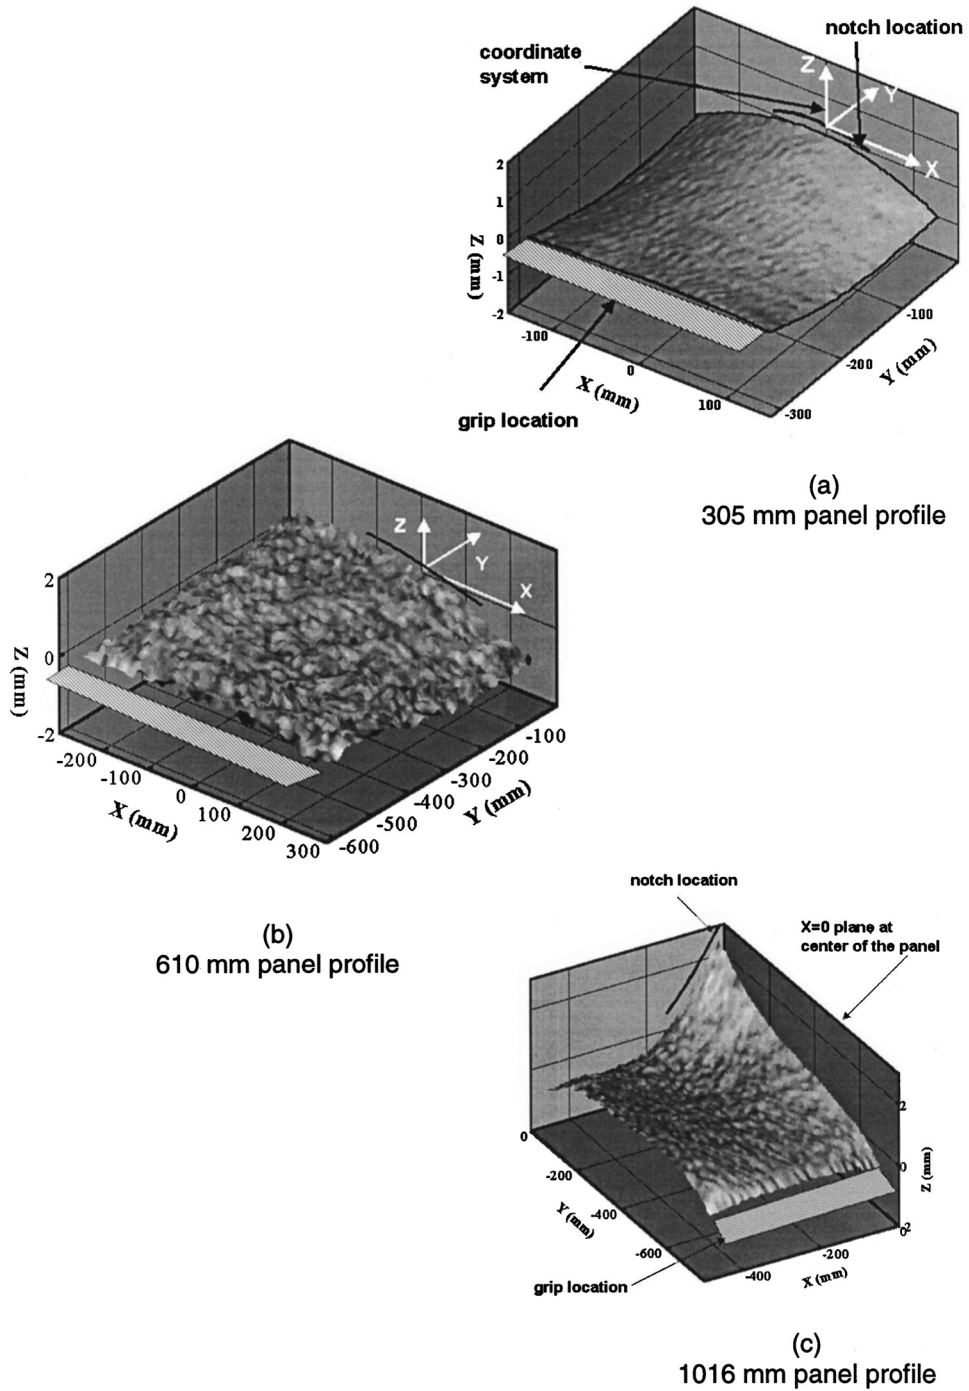 notch location
coordinate
system
Z
Y
X
2
1
0
-1
-2
Z (mm)
-100
0
100
X (mm)
-100
-200
-300
Y (mm)
grip location
(a)
305 mm panel profile
Z
Y
X
2
0
-2
Z (mm)
-200
-100
0
100
200
300
X (mm)
-100
-200
-300
-400
-500
-600
Y (mm)
(b)
610 mm panel profile
notch location
X=0 plane at
center of the panel
0
-200
-400
-600
Y (mm)
2
0
-2
Z (mm)
0
-200
-400
X (mm)
grip location
(c)
1016 mm panel profile